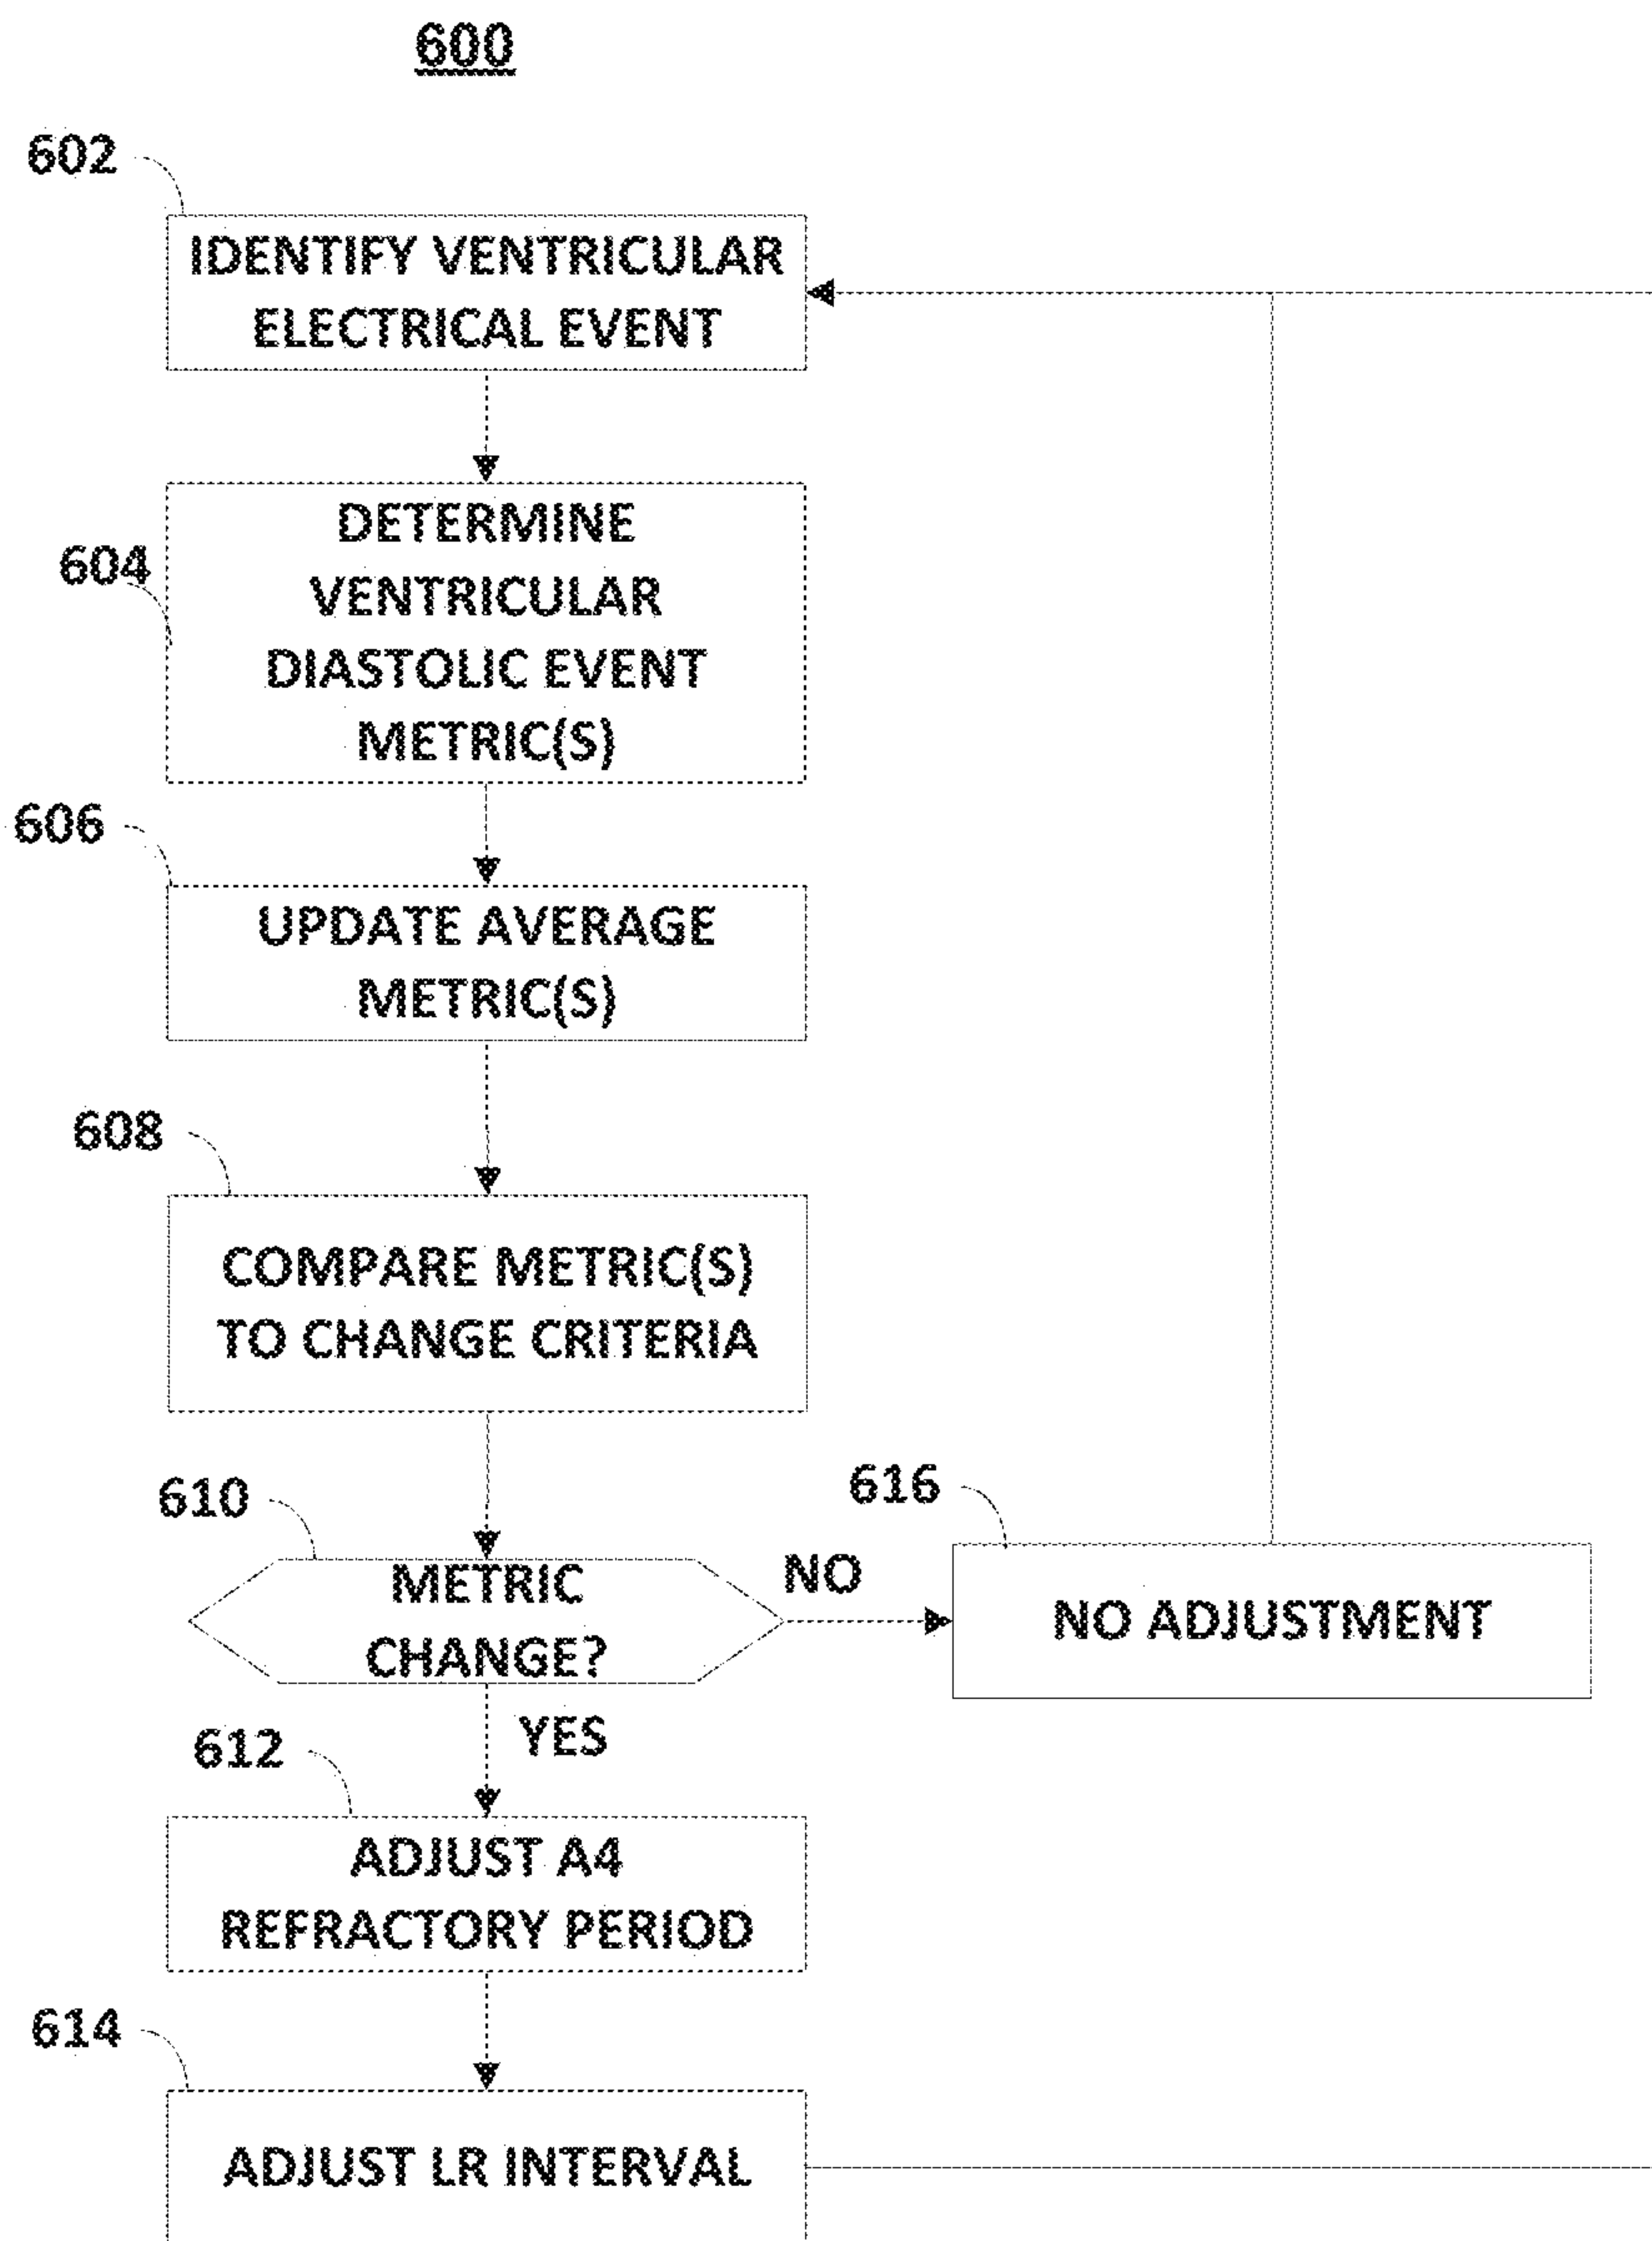 600
602
IDENTIFY VENTRICULAR
ELECTRICAL EVENT
604
DETERMINE
VENTRICULAR
DIASTOLIC EVENT
METRIC(S)
606
UPDATE AVERAGE
METRIC(S)
608
COMPARE METRIC(S)
TO CHANGE CRITERIA
610
METRIC
CHANGE?
NO
616
NO ADJUSTMENT
YES
612
ADJUST A4
REFRACTORY PERIOD
614
ADJUST LR INTERVAL